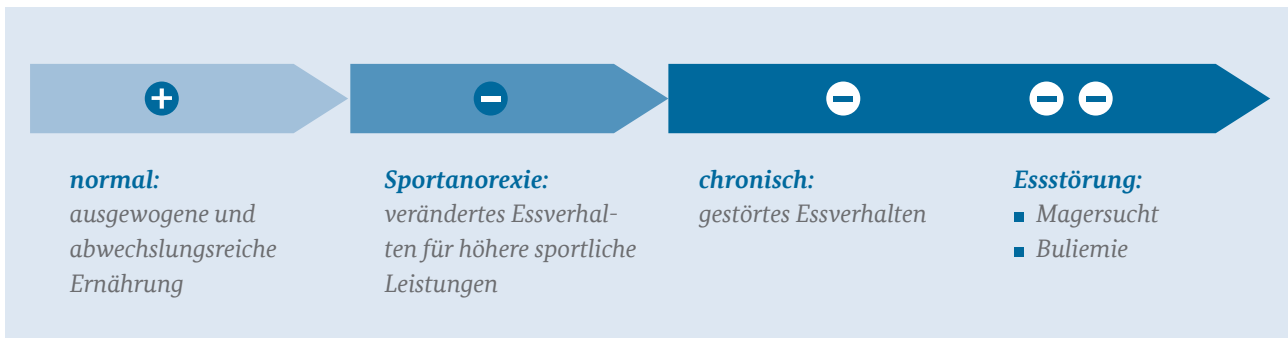 normal:
ausgewogene und
abwechslungsreiche
Ernährung
Sportanorexie:
verändertes Essverhal-
ten für höhere sportliche
Leistungen
chronisch:
gestörtes Essverhalten
Essstörung:
Magersucht
Buliemie